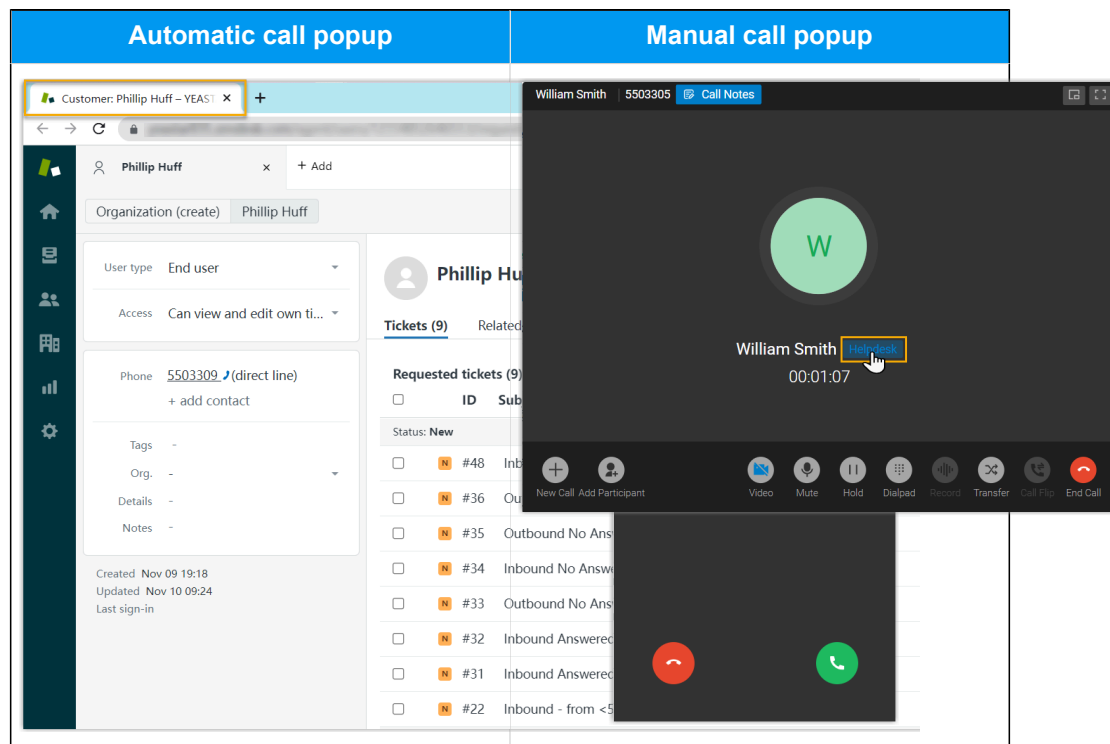 Automatic call popup
Manual call popup
Customer: Phillip Huff – YEAST
Phillip Huff
+ Add
Organization (create)
Phillip Huff
User type End user
Access Can view and edit own ti...
Phone 5503309 (direct line)
+ add contact
Tags -
Org. -
Details -
Notes -
Created Nov 09 19:18
Updated Nov 10 09:24
Last sign-in
Phillip Hu
Tickets (9) Related
Requested tickets (9)
ID Sub
Status: New
N #48 Inb
N #36 Ou
N #35 Outbound No Ans
N #34 Inbound No Answ
N #33 Outbound No Ans
N #32 Inbound Answered
N #31 Inbound Answered
N #22 Inbound - from <5
William Smith 5503305 Call Notes
W
William Smith Helpdesk
00:01:07
New Call Add Participant Video Mute Hold Dialpad Record Transfer Call Flip End Call